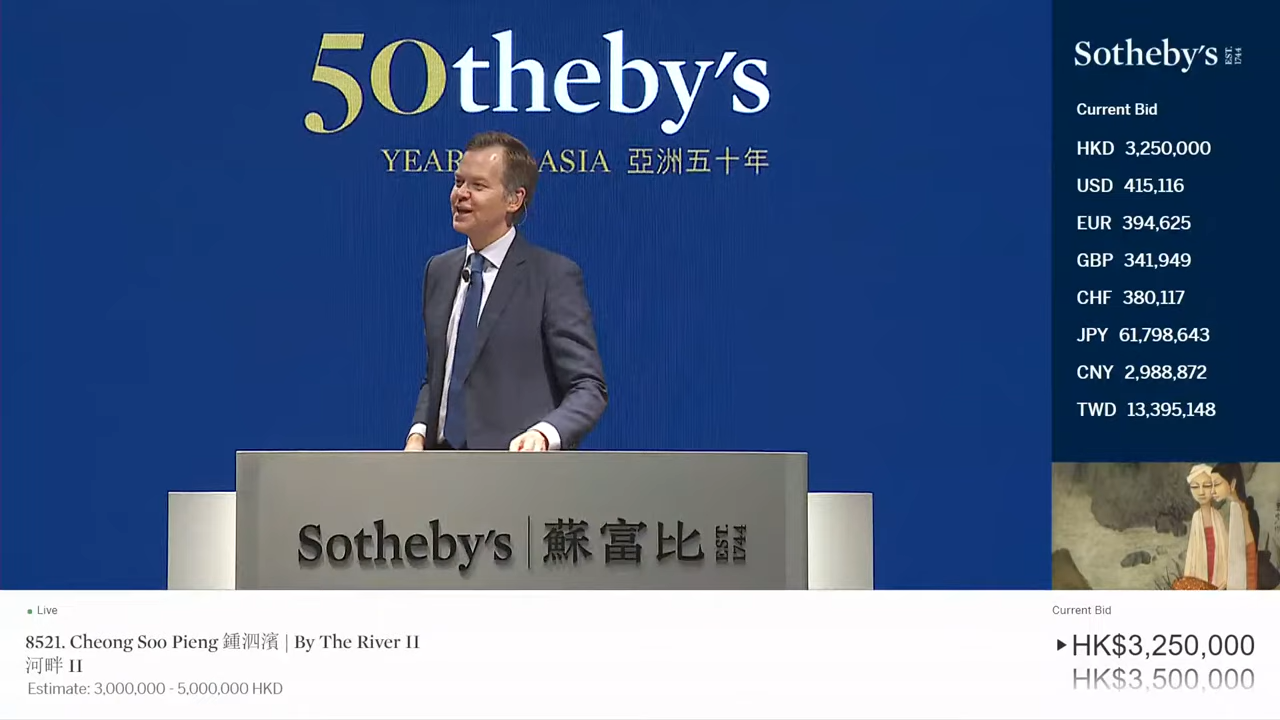 50theby's
YEAR ASIA 亞洲五十年
Sotheby's 蘇富比 EST. 1744
Sotheby's EST. 1744
Current Bid
HKD 3,250,000
USD 415,116
EUR 394,625
GBP 341,949
CHF 380,117
JPY 61,798,643
CNY 2,988,872
TWD 13,395,148
Live
8521. Cheong Soo Pieng 鍾泗濱 | By The River II
河畔 II
Estimate: 3,000,000 - 5,000,000 HKD
Current Bid
HK$3,250,000
HK$3,500,000